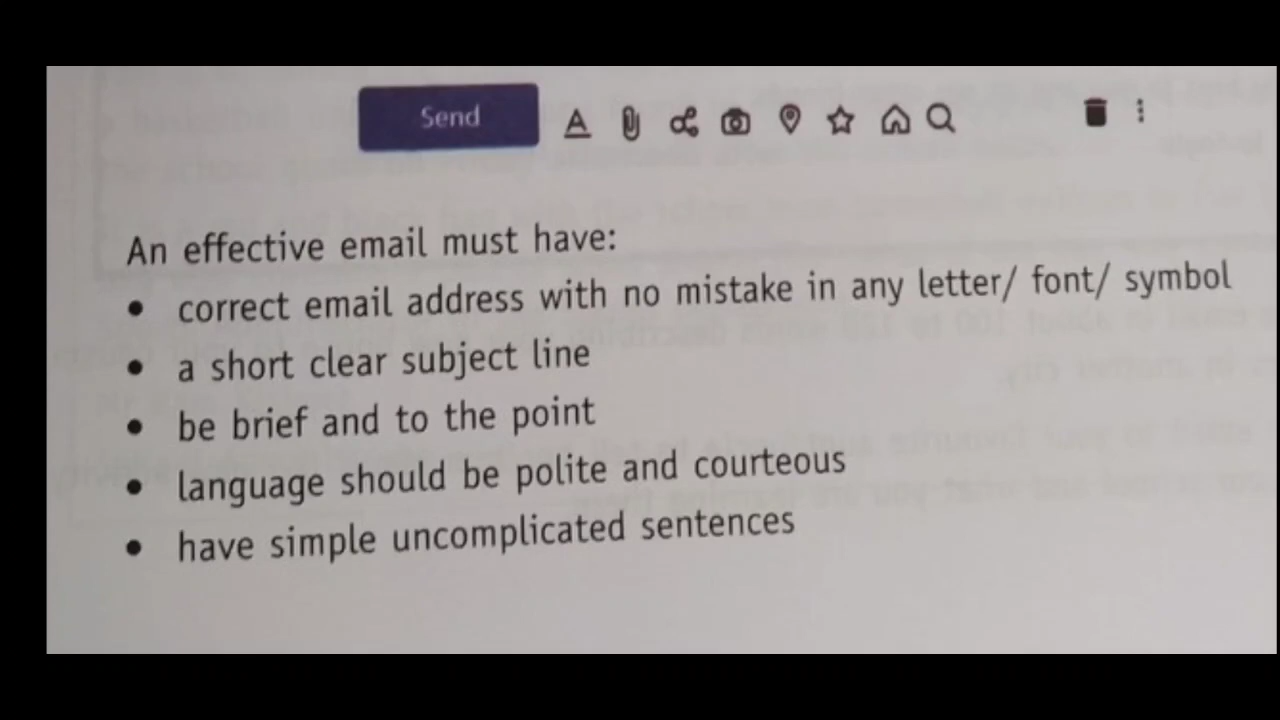 Send
An effective email must have:
• correct email address with no mistake in any letter/ font/ symbol
• a short clear subject line
• be brief and to the point
• language should be polite and courteous
• have simple uncomplicated sentences